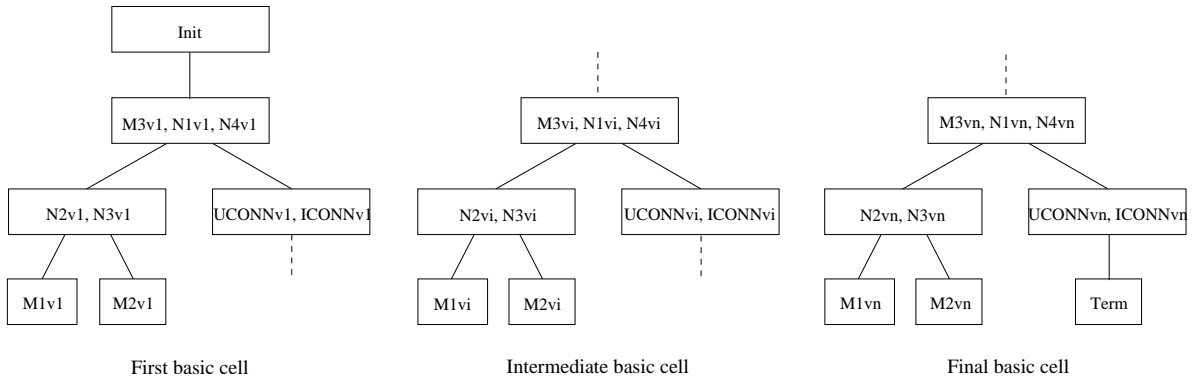 Init
M3v1, N1v1, N4v1
M3vi, N1vi, N4vi
M3vn, N1vn, N4vn
N2v1, N3v1
UCONNv1, ICONNv1
N2vi, N3vi
UCONNvi, ICONNvi
N2vn, N3vn
UCONNvn, ICONNvn
M1v1
M2v1
M1vi
M2vi
M1vn
M2vn
Term
First basic cell
Intermediate basic cell
Final basic cell